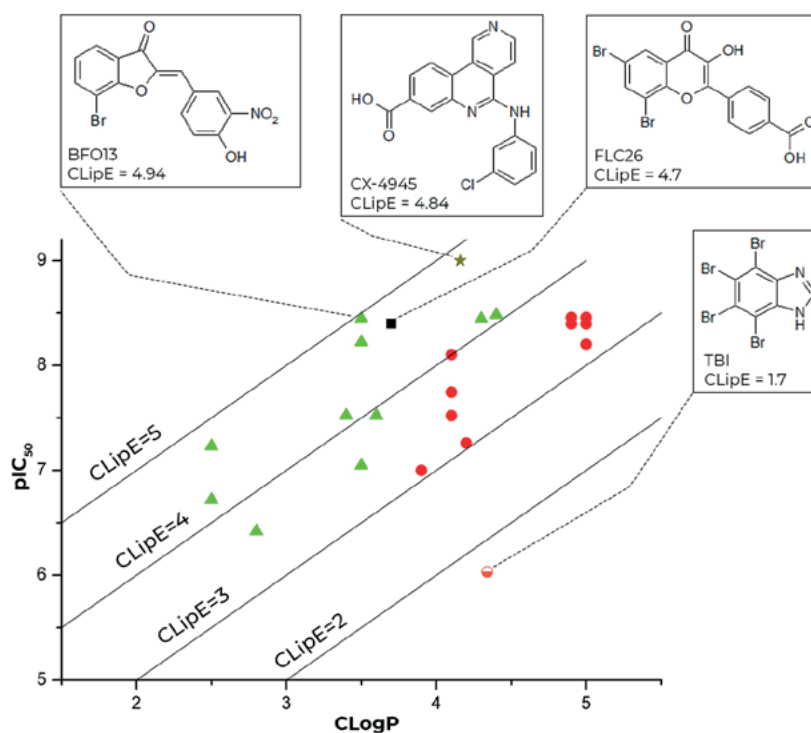 O
O
Br
NO₂
OH
BFO13
CLipE = 4.94
N
HO
O
N
NH
Cl
CX-4945
CLipE = 4.84
O
Br
OH
O
Br
O
OH
FLC26
CLipE = 4.7
Br
Br
N
Br
N
H
Br
TBI
CLipE = 1.7
9
8
7
6
5
pIC₅₀
CLipE=5
CLipE=4
CLipE=3
CLipE=2
2
3
4
5
CLogP